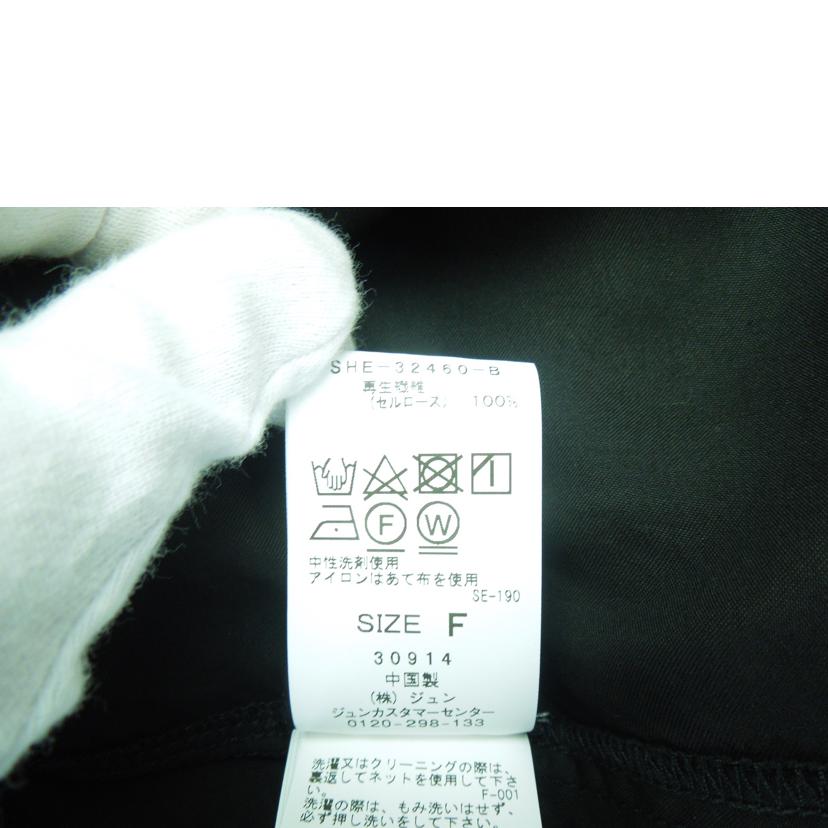 SHE-32460-B
再生繊維
(セルロース) 100%
F W
中性洗剤使用
アイロンはあて布を使用
SE-190
SIZE F
30914
中国製
(株)ジュン
ジュンカスタマーセンター
0120-298-133
洗濯又はクリーニングの際は、
裏返してネットを使用して下さ
い。
F-001
洗濯の際は、もみ洗いはせず、
必ず押し洗いをして下さい。